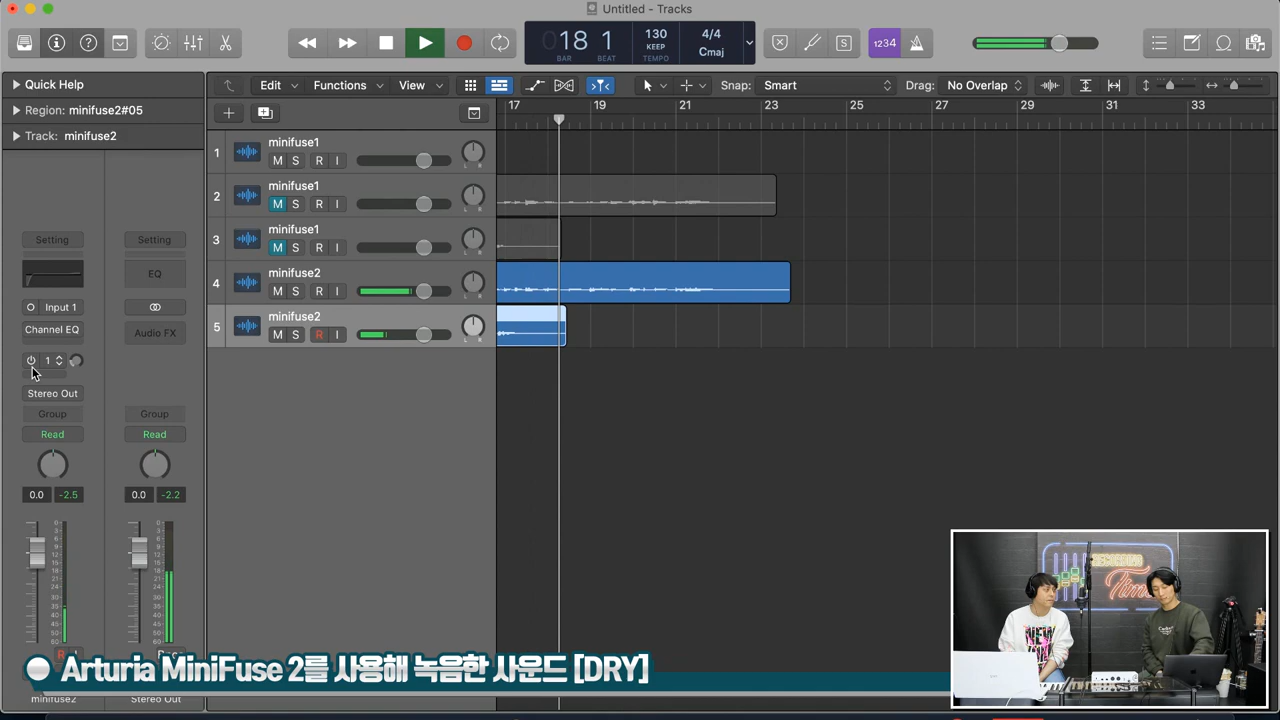 Untitled - Tracks
18 1
BAR BEAT
130
KEEP
TEMPO
4/4
Cmaj
1234
Quick Help
Region: minifuse2#05
Track: minifuse2
Edit
Functions
View
Snap: Smart
Drag: No Overlap
17 19 21 23 25 27 29 31 33
1 minifuse1
M S R I
2 minifuse1
M S R I
3 minifuse1
M S R I
4 minifuse2
M S R I
5 minifuse2
M S R I
Setting Setting
EQ
Input 1
Channel EQ Audio FX
1
Stereo Out
Group Group
Read Read
0.0 -2.5 0.0 -2.2
RECORDING
Time
Arturia MiniFuse 2를 사용해 녹음한 사운드 [DRY]
minifuse2 Stereo Out